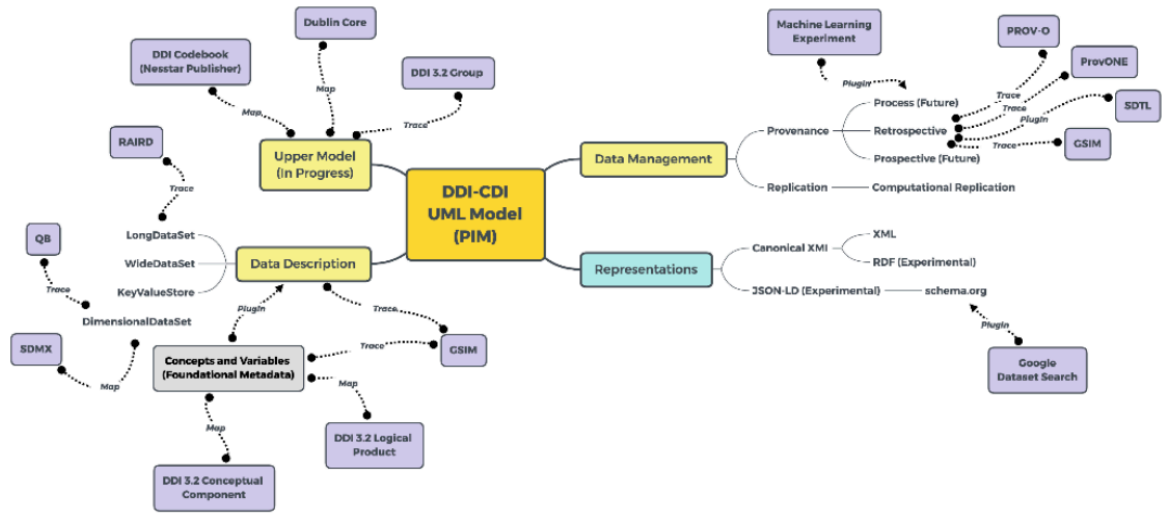 Dublin Core
DDI Codebook
(Nesstar Publisher)
DDI 3.2 Group
Map
Map
Trace
RAIRD
Trace
Upper Model
(In Progress)
DDI-CDI
UML Model
(PIM)
QB
Trace
LongDataSet
WideDataSet
KeyValueStore
DimensionalDataSet
Data Description
SDMX
Map
PlugIn
Trace
Concepts and Variables
(Foundational Metadata)
Trace
GSIM
Map
Map
DDI 3.2 Logical
Product
DDI 3.2 Conceptual
Component
Machine Learning
Experiment
PlugIn
PROV-O
ProvONE
SDTL
GSIM
Trace
Trace
PlugIn
Trace
Data Management
Provenance
Process (Future)
Retrospective
Prospective (Future)
Replication
Computational Replication
Representations
Canonical XMI
XML
RDF (Experimental)
JSON-LD (Experimental)
schema.org
PlugIn
Google
Dataset Search